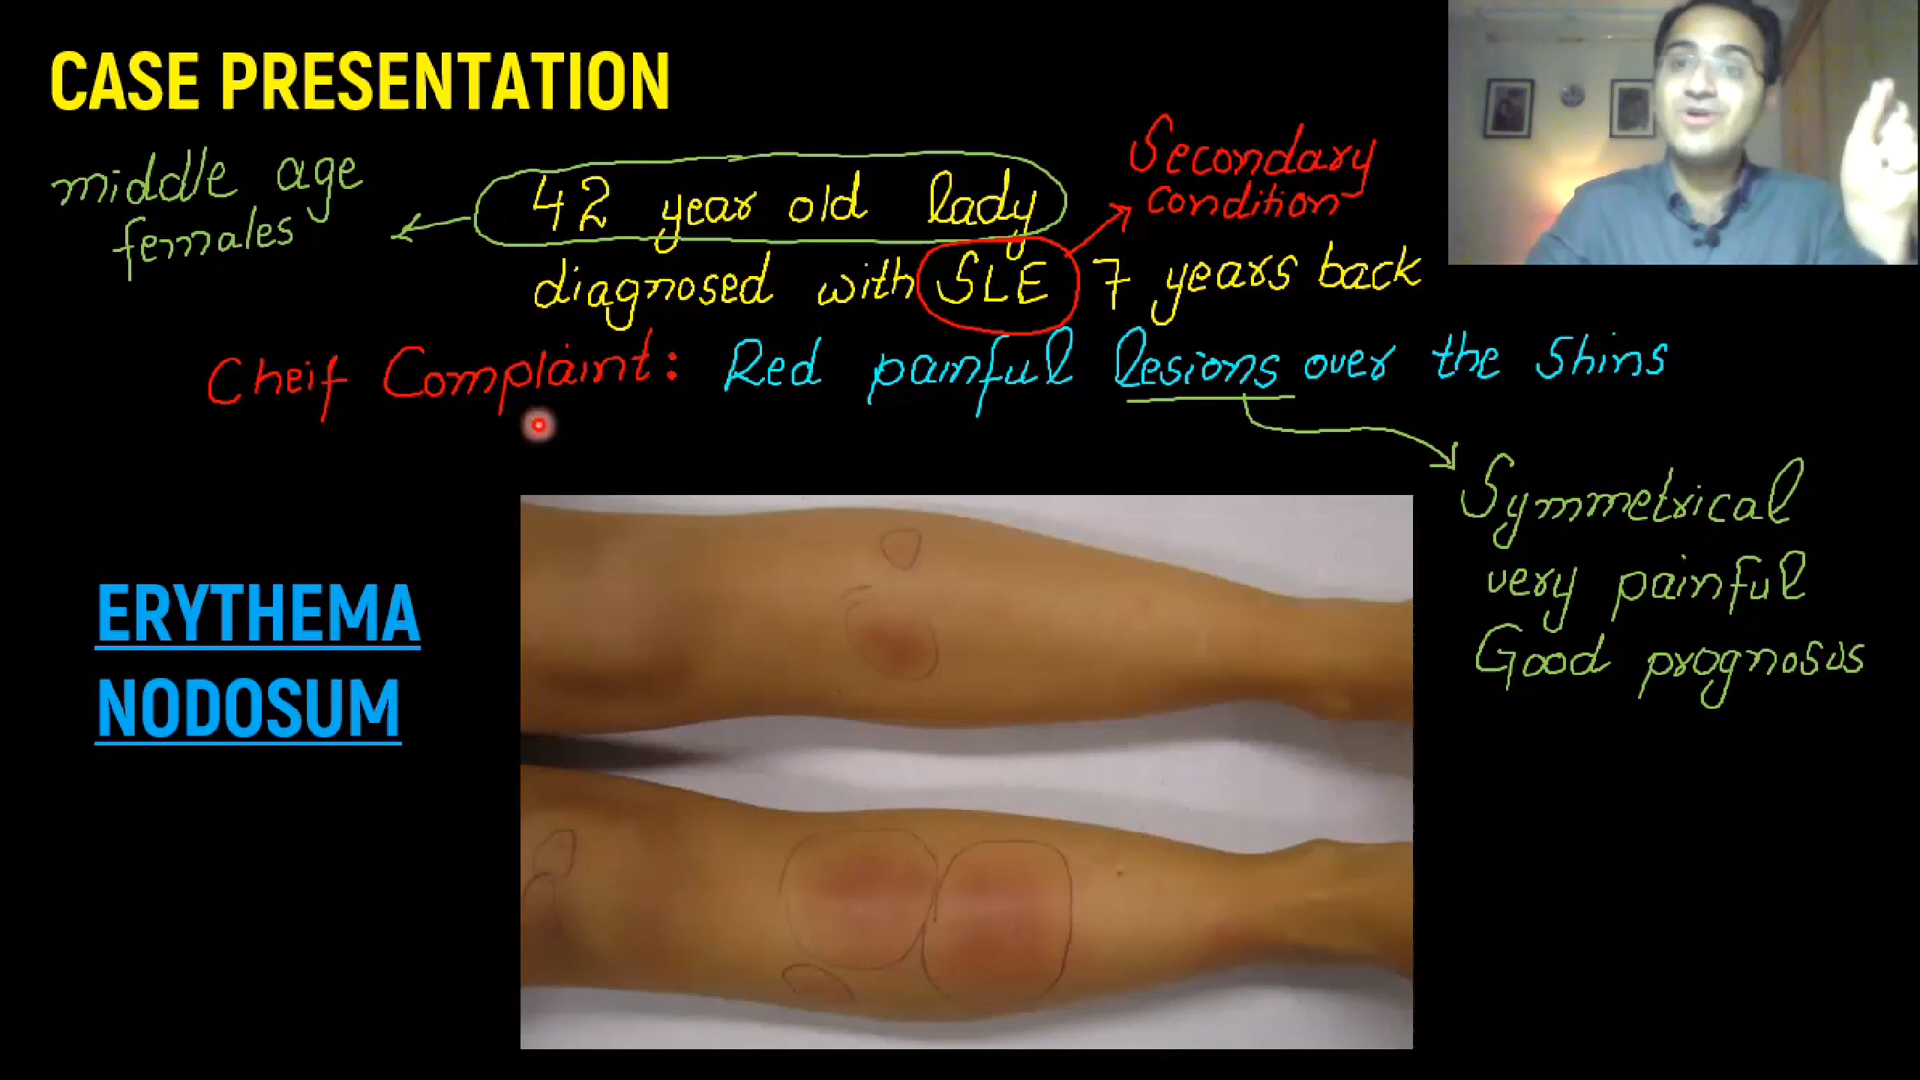 CASE PRESENTATION
middle age
females
42 year old lady
diagnosed with SLE 7 years back
Secondary
condition
Cheif Complaint: Red painful lesions over the Shins
Symmetrical
very painful
Good prognosis
ERYTHEMA
NODOSUM